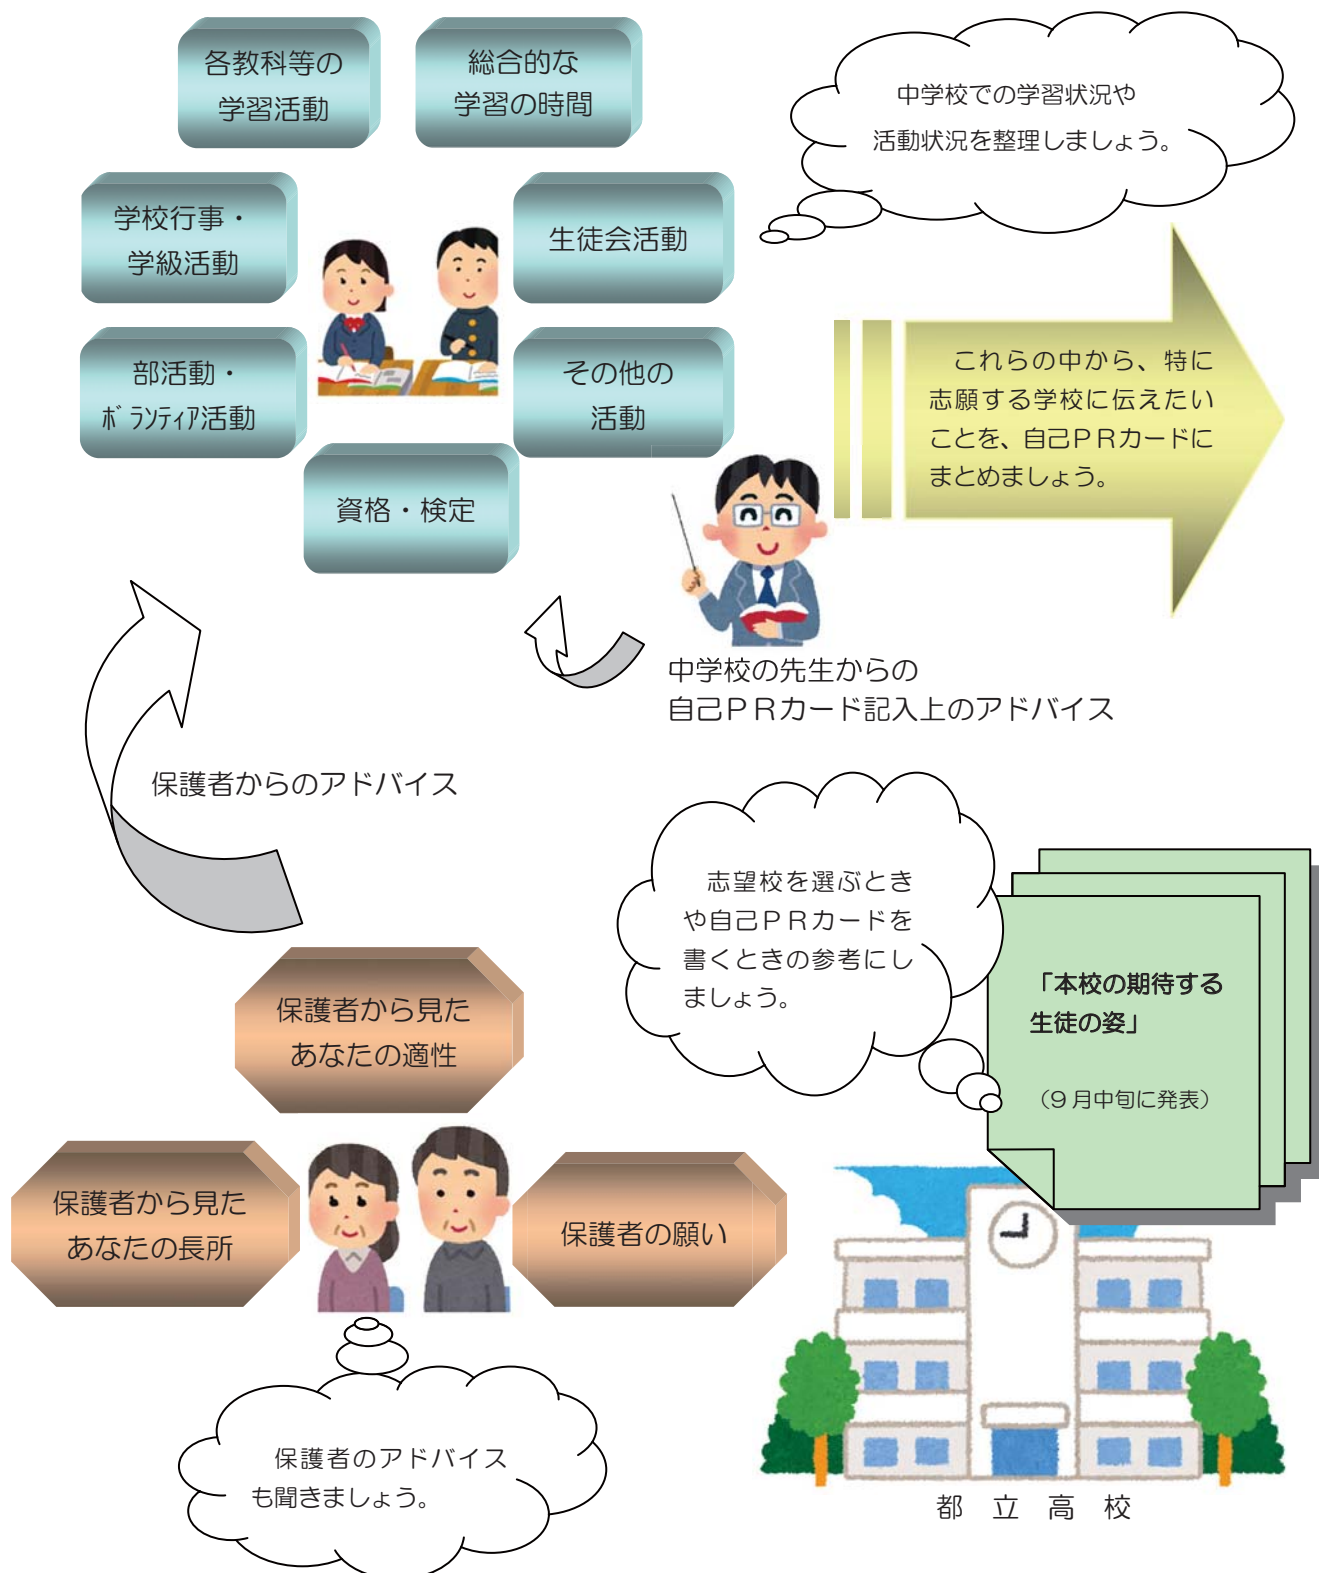 各教科等の
学習活動
総合的な
学習の時間
中学校での学習状況や
活動状況を整理しましょう。
学校行事・
学級活動
生徒会活動
部活動・
ﾎﾞﾗﾝﾃｨｱ活動
その他の
活動
資格・検定
これらの中から、特に
志願する学校に伝えたい
ことを、自己ＰＲカードに
まとめましょう。
中学校の先生からの
自己ＰＲカード記入上のアドバイス
保護者からのアドバイス
志望校を選ぶとき
や自己ＰＲカードを
書くときの参考にし
ましょう。
「本校の期待する
生徒の姿」
（9月中旬に発表）
保護者から見た
あなたの適性
保護者から見た
あなたの長所
保護者の願い
保護者のアドバイス
も聞きましょう。
都立高校